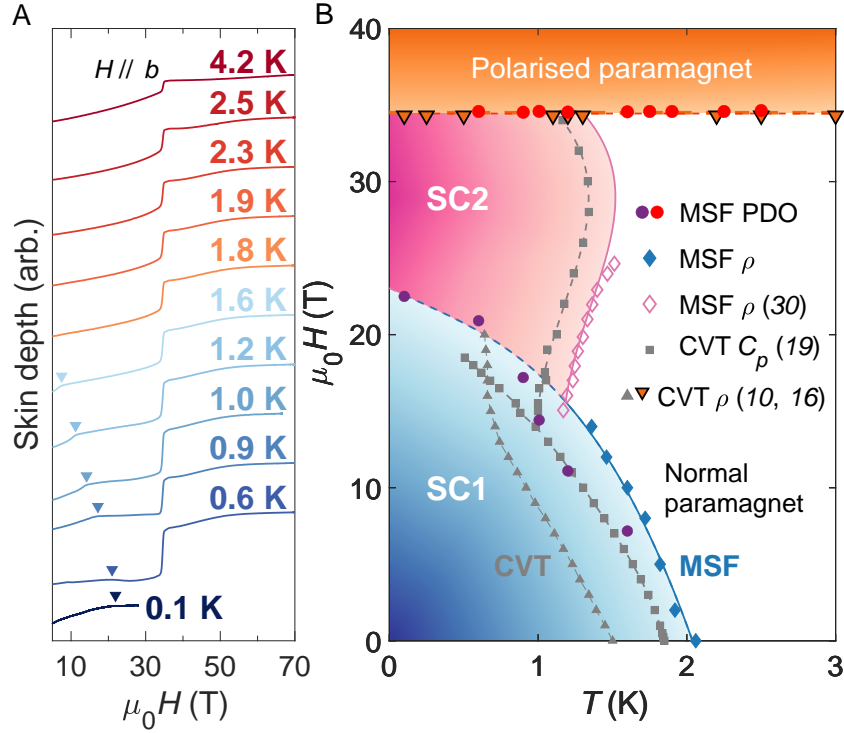 A
H // b
4.2 K
2.5 K
2.3 K
1.9 K
1.8 K
1.6 K
1.2 K
1.0 K
0.9 K
0.6 K
0.1 K
Skin depth (arb.)
10 30 50 70
μ₀H (T)
B
Polarised paramagnet
SC2
MSF PDO
MSF ρ
MSF ρ (30)
CVT Cₚ (19)
CVT ρ (10, 16)
SC1
Normal
paramagnet
CVT
MSF
μ₀H (T)
40
30
20
10
0
0 1 2 3
T (K)